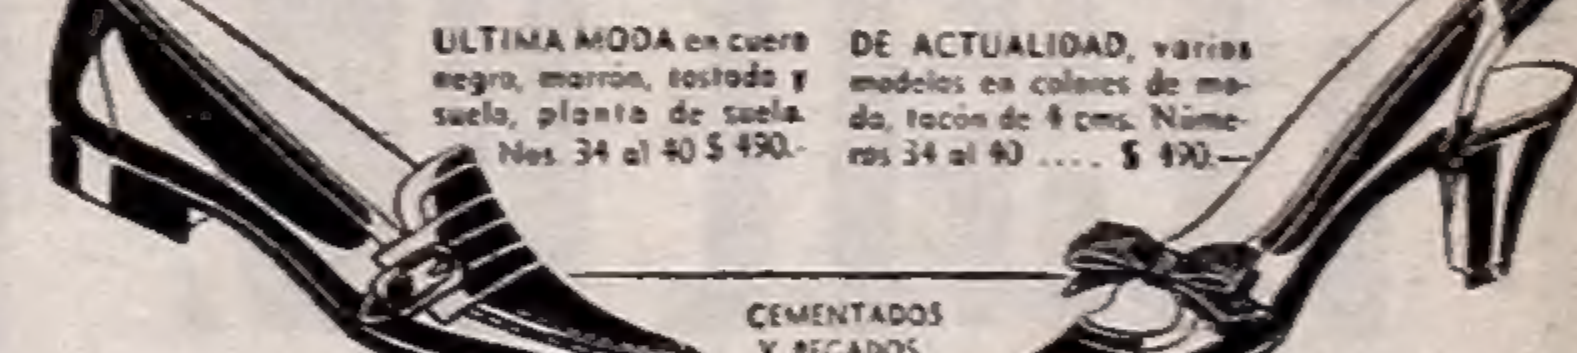 ULTIMA MODA en cuero
negro, marrón, tostado y
suela, planta de suela.
Nos. 34 al 40 $ 490.-
DE ACTUALIDAD, varios
modelos en colores de mo-
da, tacón de 4 cms. Núme-
ros 34 al 40 .... $ 490.—
CEMENTADOS
Y PEGADOS